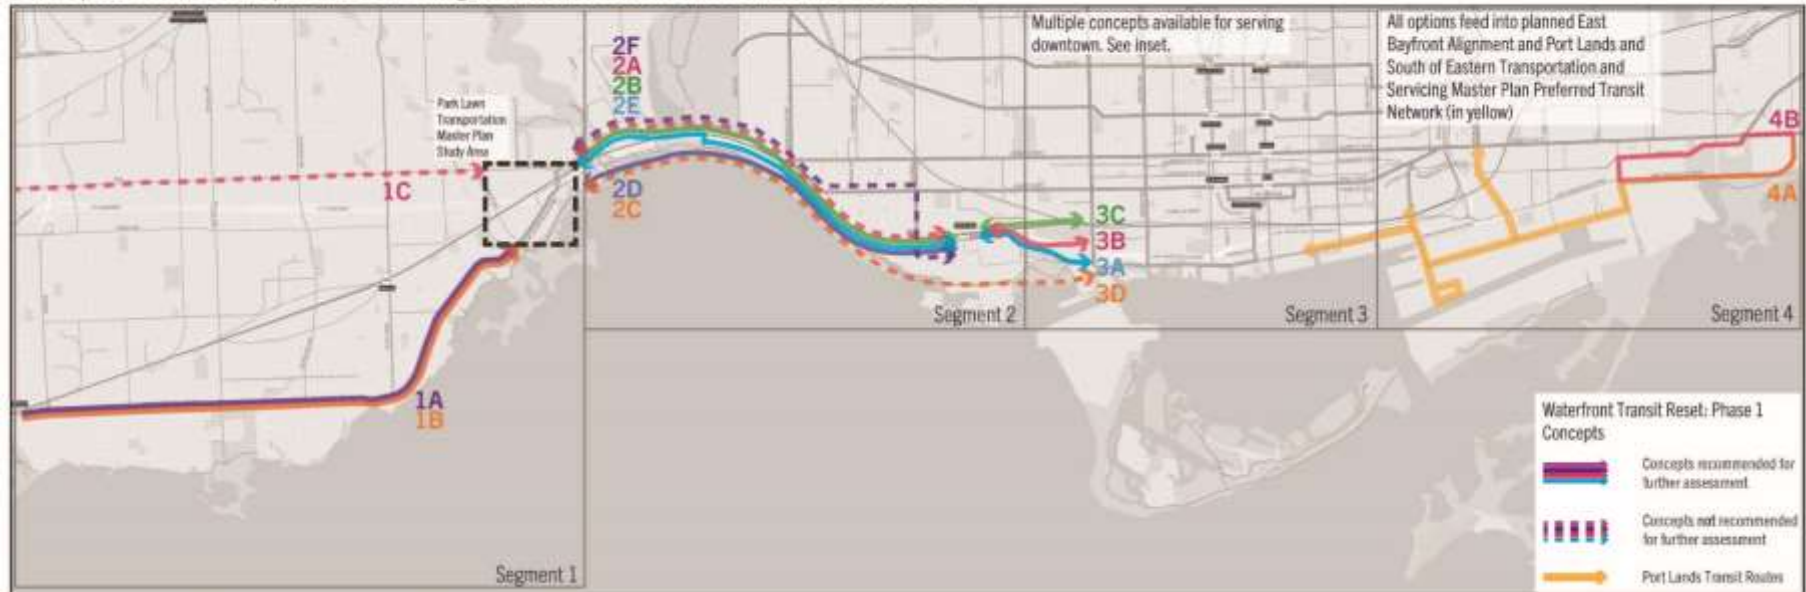 Park Lawn
Transportation
Master Plan
Study Area
1C
1A
1B
Segment 1
2F
2A
2B
2E
2D
2C
Segment 2
Multiple concepts available for serving
downtown. See inset.
3C
3B
3A
3D
Segment 3
All options feed into planned East
Bayfront Alignment and Port Lands and
South of Eastern Transportation and
Servicing Master Plan Preferred Transit
Network (in yellow)
4B
4A
Segment 4
Waterfront Transit Reset: Phase 1
Concepts
Concepts recommended for
further assessment
Concepts not recommended
for further assessment
Port Lands Transit Routes